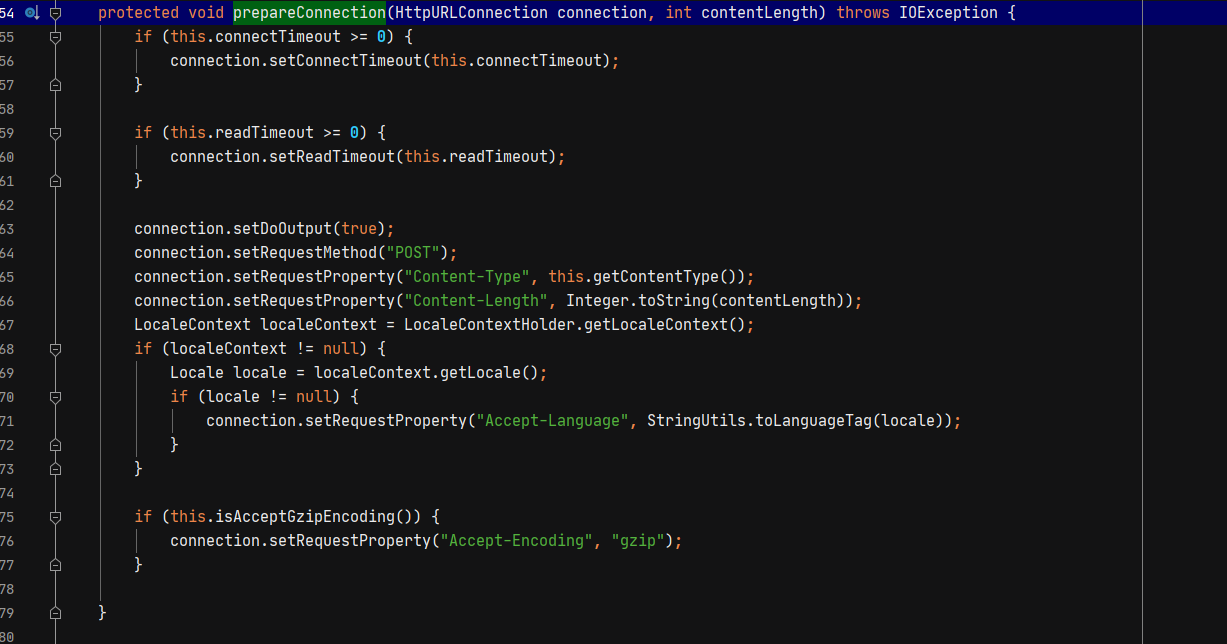 54 protected void prepareConnection(HttpURLConnection connection, int contentLength) throws IOException {
55 if (this.connectTimeout >= 0) {
56 connection.setConnectTimeout(this.connectTimeout);
57 }
58
59 if (this.readTimeout >= 0) {
60 connection.setReadTimeout(this.readTimeout);
61 }
62
63 connection.setDoOutput(true);
64 connection.setRequestMethod("POST");
65 connection.setRequestProperty("Content-Type", this.getContentType());
66 connection.setRequestProperty("Content-Length", Integer.toString(contentLength));
67 LocaleContext localeContext = LocaleContextHolder.getLocaleContext();
68 if (localeContext != null) {
69 Locale locale = localeContext.getLocale();
70 if (locale != null) {
71 connection.setRequestProperty("Accept-Language", StringUtils.toLanguageTag(locale));
72 }
73 }
74
75 if (this.isAcceptGzipEncoding()) {
76 connection.setRequestProperty("Accept-Encoding", "gzip");
77 }
78
79 }
80